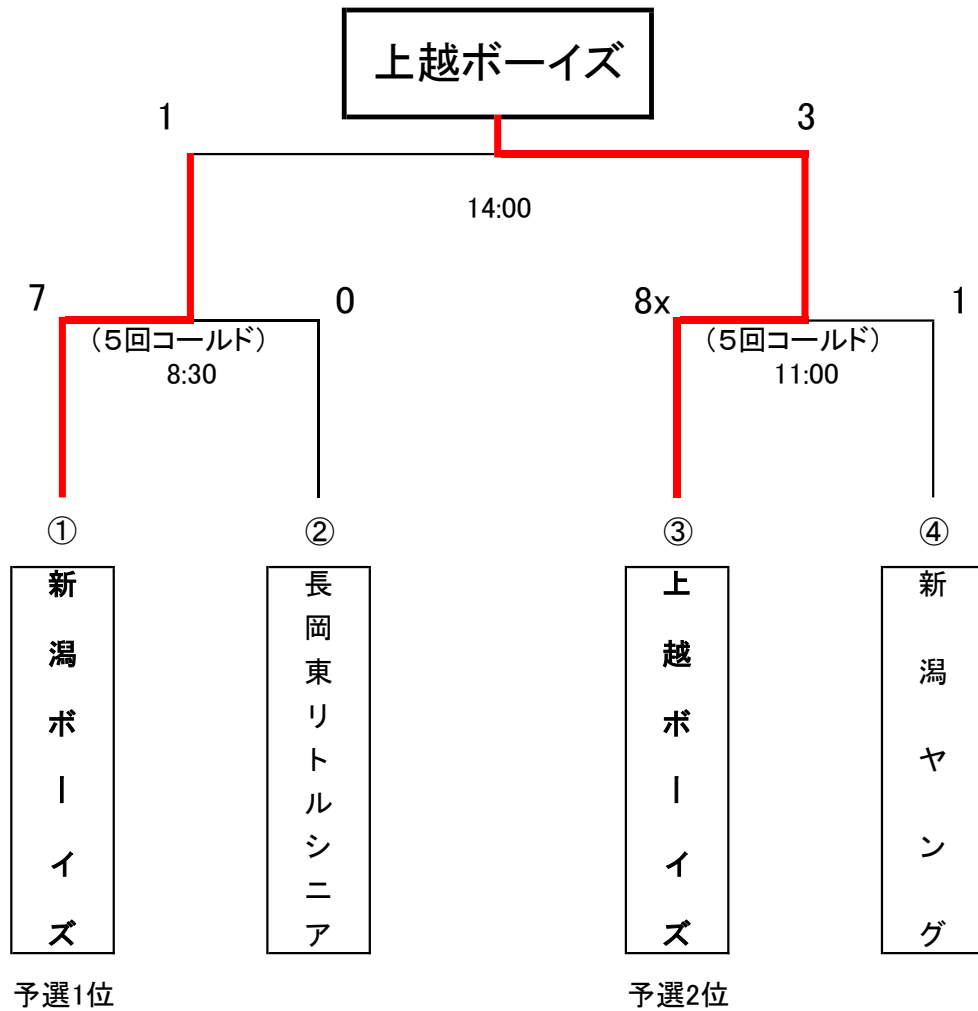 上越ボーイズ
1
3
14:00
7
0
8x
1
(5回コールド)
(5回コールド)
8:30
11:00
①
②
③
④
新潟ボーイズ
長岡東リトルシニア
上越ボーイズ
新潟ヤング
予選1位
予選2位